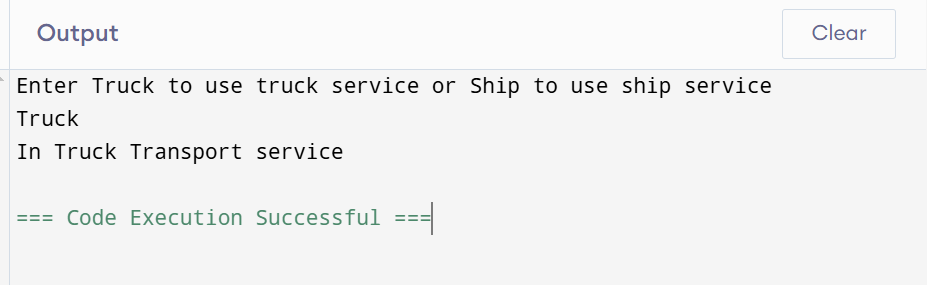 Output
Clear
Enter Truck to use truck service or Ship to use ship service
Truck
In Truck Transport service
=== Code Execution Successful ===